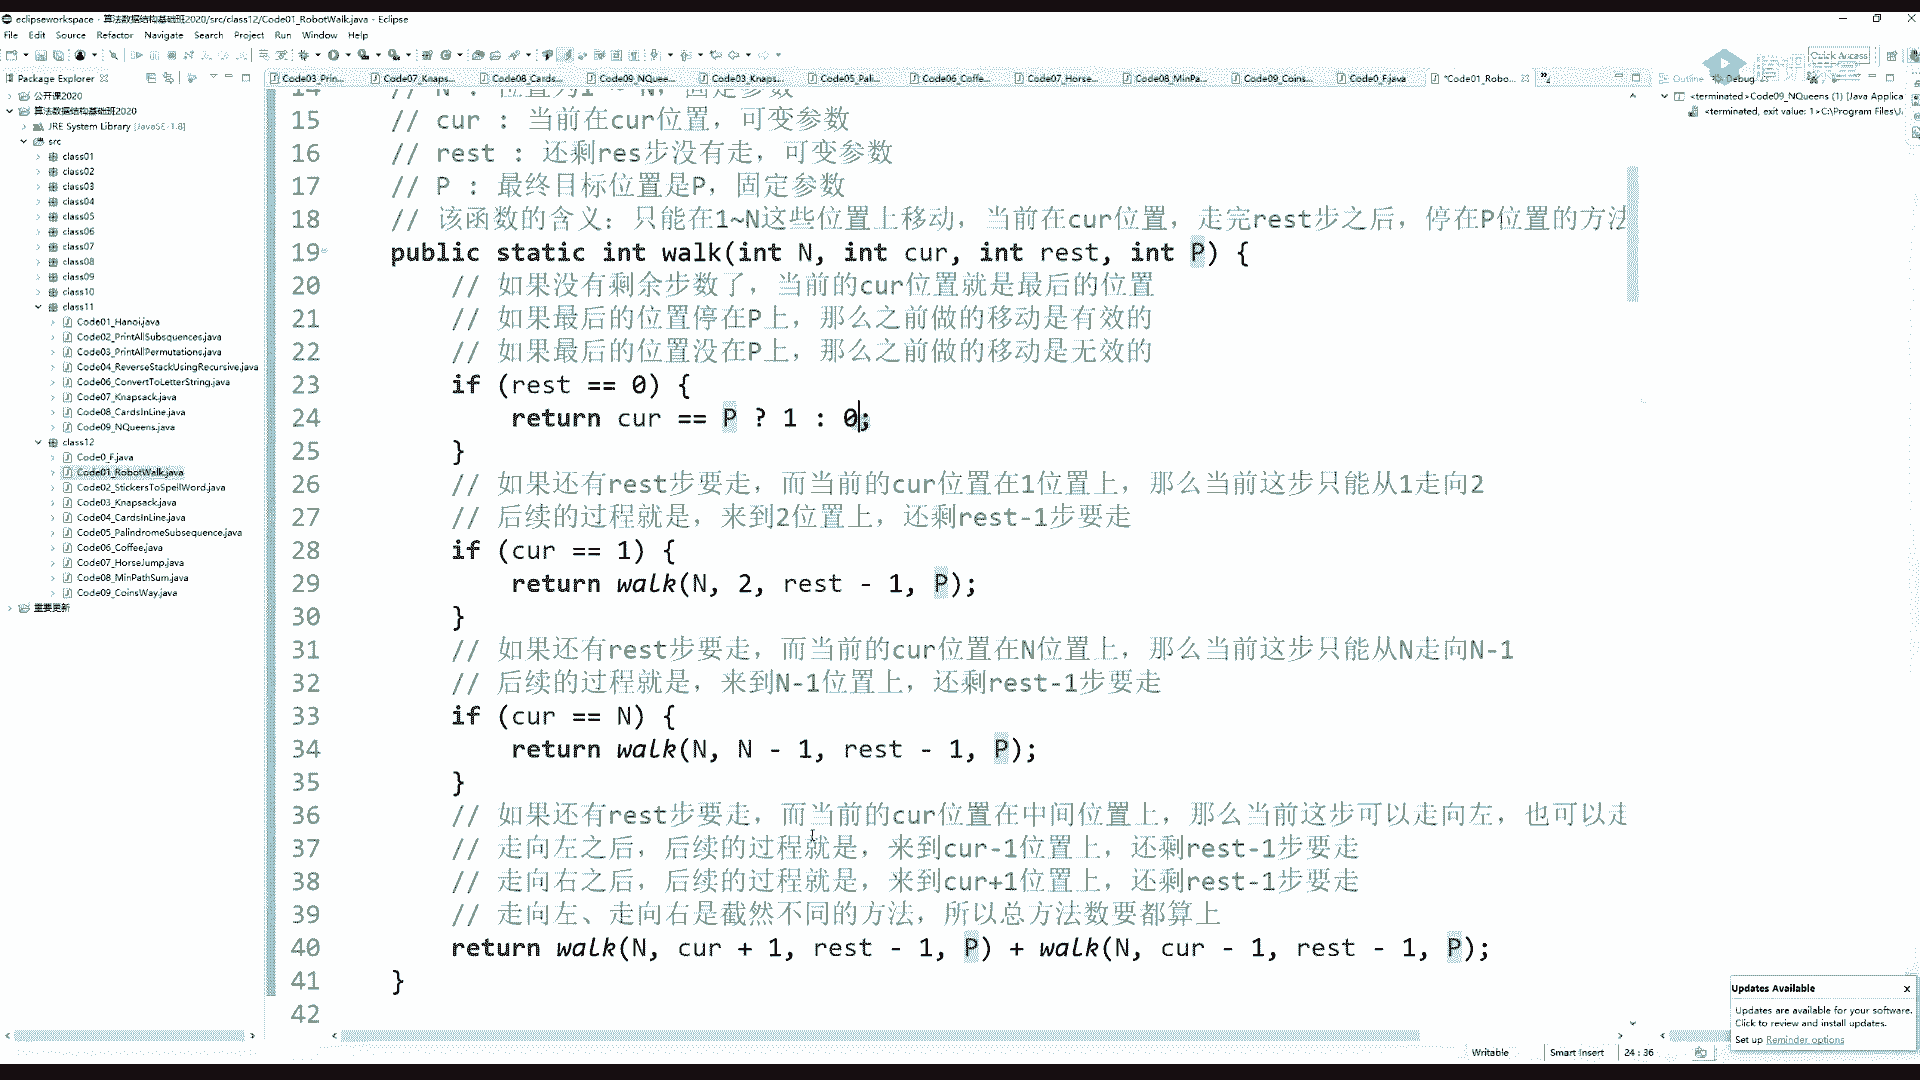 eclipseworkspace - 算法数据结构基础班2020/src/class12/Code01_RobotWalk.java - Eclipse
File Edit Source Refactor Navigate Search Project Run Window Help
Quick Access
腾讯课堂
Package Explorer
Code03_Prin...
Code07_Knaps...
Code08_Cards...
Code09_NQuee...
Code03_Knaps...
Code05_Pali...
Code06_Coffe...
Code07_Horse...
Code08_MinPa...
Code09_Coins...
Code0_F.java
*Code01_Robo...
Outline
Debug
公开课2020
算法数据结构基础班2020
JRE System Library [JavaSE-1.8]
src
class01
class02
class03
class04
class05
class06
class07
class08
class09
class10
class11
Code01_Hanoi.java
Code02_PrintAllSubsquences.java
Code03_PrintAllPermutations.java
Code04_ReverseStackUsingRecursive.java
Code06_ConvertToLetterString.java
Code07_Knapsack.java
Code08_CardsInLine.java
Code09_NQueens.java
class12
Code0_F.java
Code01_RobotWalk.java
Code02_StickersToSpellWord.java
Code03_Knapsack.java
Code04_CardsInLine.java
Code05_PalindromeSubsequence.java
Code06_Coffee.java
Code07_HorseJump.java
Code08_MinPathSum.java
Code09_CoinsWay.java
重要更新
14 // N : 位置为1 ~ N，固定参数
15 // cur : 当前在cur位置，可变参数
16 // rest : 还剩res步没有走，可变参数
17 // P : 最终目标位置是P，固定参数
18 // 该函数的含义：只能在1~N这些位置上移动，当前在cur位置，走完rest步之后，停在P位置的方法
19 public static int walk(int N, int cur, int rest, int P) {
20 // 如果没有剩余步数了，当前的cur位置就是最后的位置
21 // 如果最后的位置停在P上，那么之前做的移动是有效的
22 // 如果最后的位置没在P上，那么之前做的移动是无效的
23 if (rest == 0) {
24 return cur == P ? 1 : 0;
25 }
26 // 如果还有rest步要走，而当前的cur位置在1位置上，那么当前这步只能从1走向2
27 // 后续的过程就是，来到2位置上，还剩rest-1步要走
28 if (cur == 1) {
29 return walk(N, 2, rest - 1, P);
30 }
31 // 如果还有rest步要走，而当前的cur位置在N位置上，那么当前这步只能从N走向N-1
32 // 后续的过程就是，来到N-1位置上，还剩rest-1步要走
33 if (cur == N) {
34 return walk(N, N - 1, rest - 1, P);
35 }
36 // 如果还有rest步要走，而当前的cur位置在中间位置上，那么当前这步可以走向左，也可以走
37 // 走向左之后，后续的过程就是，来到cur-1位置上，还剩rest-1步要走
38 // 走向右之后，后续的过程就是，来到cur+1位置上，还剩rest-1步要走
39 // 走向左、走向右是截然不同的方法，所以总方法数要都算上
40 return walk(N, cur + 1, rest - 1, P) + walk(N, cur - 1, rest - 1, P);
41 }
42
<terminated>Code09_NQueens (1) [Java Applica
<terminated, exit value: 1>C:\Program Files\J
Updates Available
Updates are available for your software.
Click to review and install updates.
Set up Reminder options
Writable
Smart Insert
24 : 36